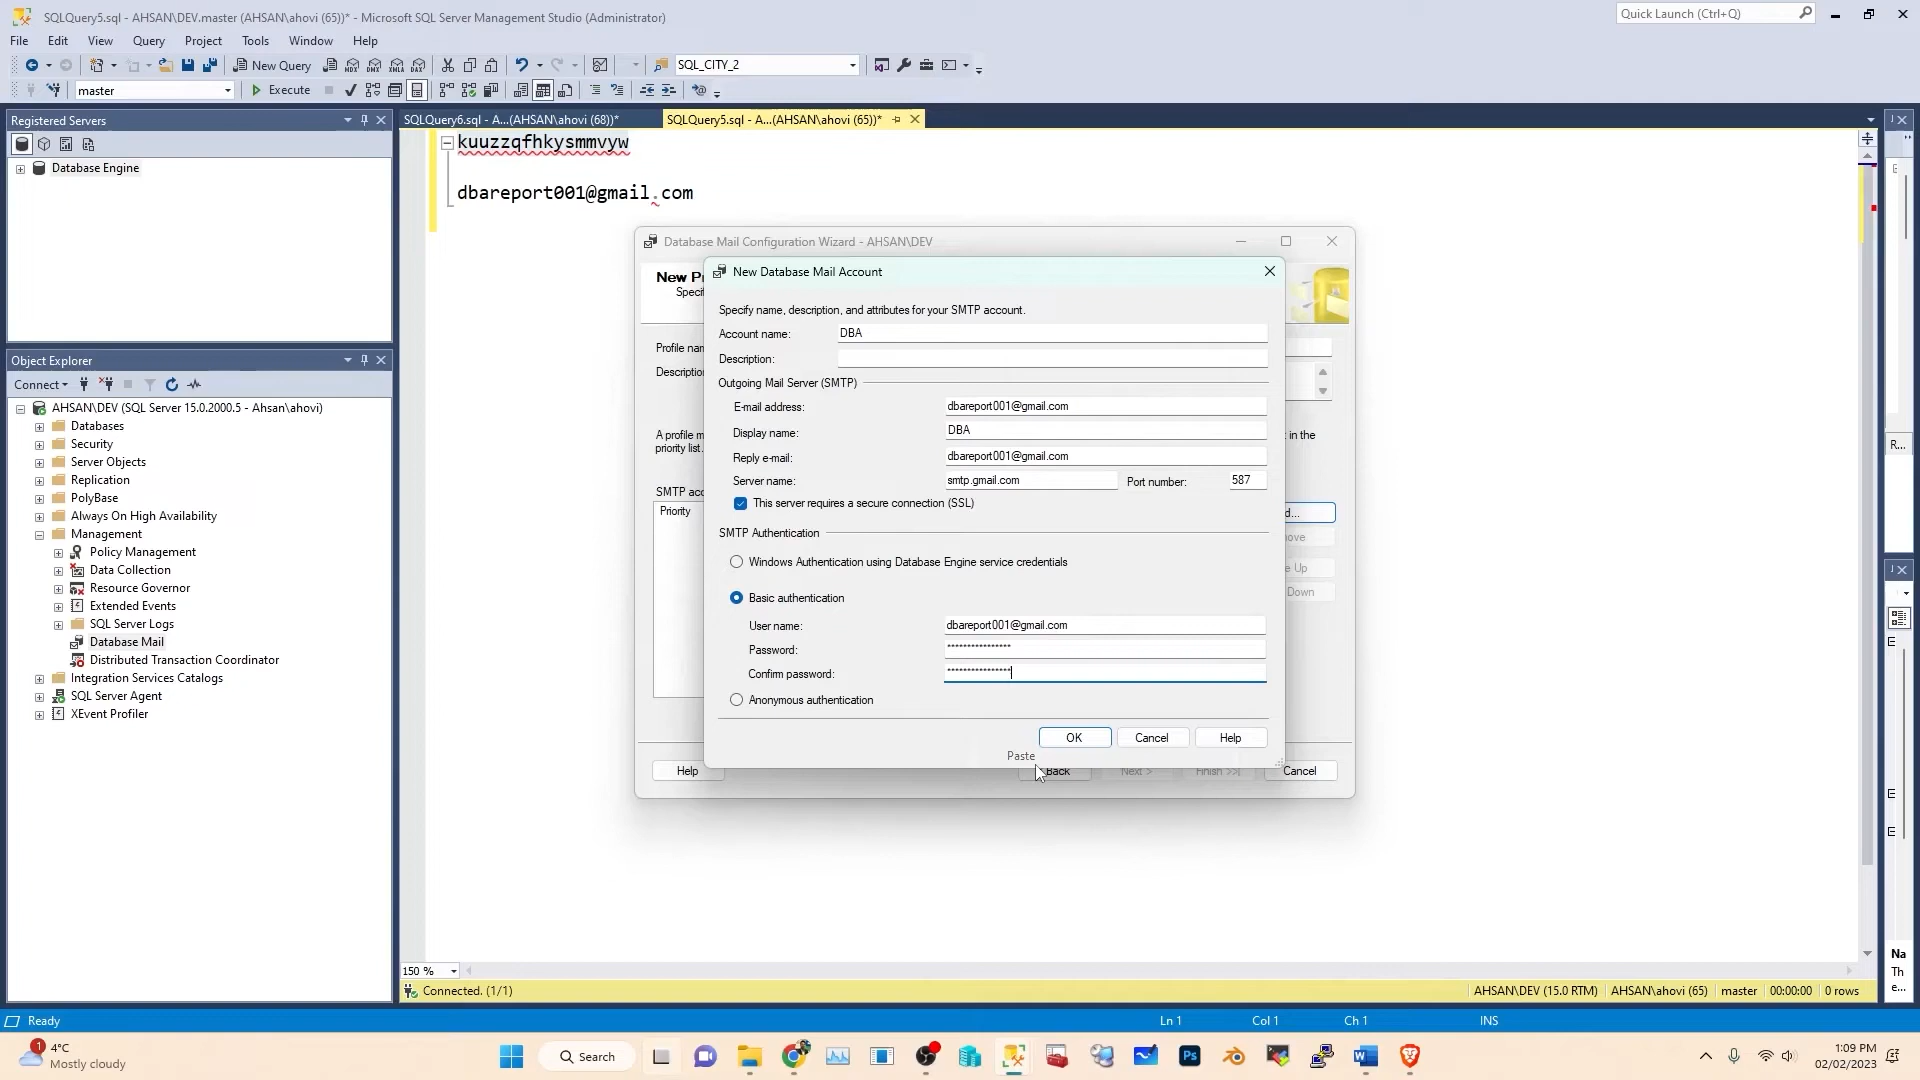 SQLQuery5.sql - AHSAN\DEV.master (AHSAN\ahovi (65))* - Microsoft SQL Server Management Studio (Administrator)
Quick Launch (Ctrl+Q)
File Edit View Query Project Tools Window Help
New Query
SQL_CITY_2
master
Execute
Registered Servers
Database Engine
SQLQuery6.sql - A...(AHSAN\ahovi (68))*
SQLQuery5.sql - A...(AHSAN\ahovi (65))*
kuuzzqfhkysmmvyw
dbareport001@gmail.com
Object Explorer
Connect
AHSAN\DEV (SQL Server 15.0.2000.5 - Ahsan\ahovi)
Databases
Security
Server Objects
Replication
PolyBase
Always On High Availability
Management
Policy Management
Data Collection
Resource Governor
Extended Events
SQL Server Logs
Database Mail
Distributed Transaction Coordinator
Integration Services Catalogs
SQL Server Agent
XEvent Profiler
Database Mail Configuration Wizard - AHSAN\DEV
New Pr
Specif
Profile nam
Description
A profile m
in the
priority list.
SMTP acc
Priority
d...
ove
e Up
Down
Help
Back
Next >
Finish >>|
Cancel
New Database Mail Account
Specify name, description, and attributes for your SMTP account.
Account name: DBA
Description:
Outgoing Mail Server (SMTP)
E-mail address: dbareport001@gmail.com
Display name: DBA
Reply e-mail: dbareport001@gmail.com
Server name: smtp.gmail.com Port number: 587
This server requires a secure connection (SSL)
SMTP Authentication
Windows Authentication using Database Engine service credentials
Basic authentication
User name: dbareport001@gmail.com
Password: ****************
Confirm password: ****************
Anonymous authentication
OK Cancel Help
Paste
R...
Na
Th
e...
150 %
Connected. (1/1)
AHSAN\DEV (15.0 RTM) AHSAN\ahovi (65) master 00:00:00 0 rows
Ready
Ln 1 Col 1 Ch 1 INS
1
4°C
Mostly cloudy
Search
Ps
1:09 PM
02/02/2023